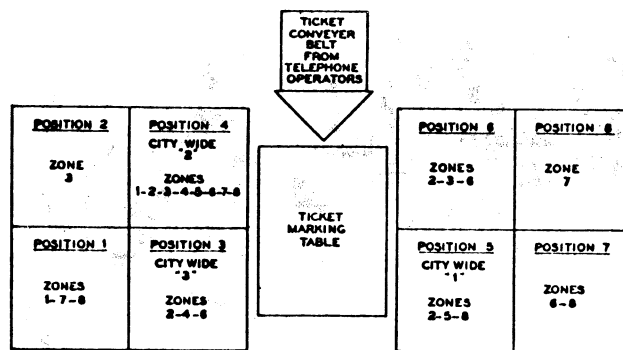 TICKET
CONVEYER
BELT
FROM
TELEPHONE
OPERATORS
POSITION 2
ZONE
3
POSITION 4
CITY WIDE
"2"
ZONES
1-2-3-4-5-6-7-8
POSITION 1
ZONES
1-7-8
POSITION 3
CITY WIDE
"3"
ZONES
2-4-6
TICKET
MARKING
TABLE
POSITION 6
ZONES
2-3-6
POSITION 8
ZONE
7
POSITION 5
CITY WIDE
"1"
ZONES
2-5-8
POSITION 7
ZONES
6-8